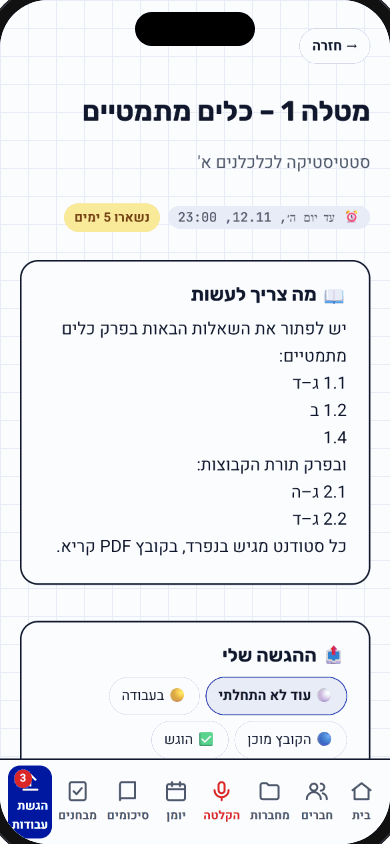 → חזרה
מטלה 1 – כלים מתמטיים
סטטיסטיקה לכלכלנים א'
⏰ עד יום ה׳, 12.11, 23:00
נשארו 5 ימים
📖 מה צריך לעשות
יש לפתור את השאלות הבאות בפרק כלים
מתמטיים:
1.1 ג–ד
1.2 ב
1.4
ובפרק תורת הקבוצות:
2.1 ג–ה
2.2 ג–ד
כל סטודנט מגיש בנפרד, בקובץ PDF קריא.
📤 ההגשה שלי
עוד לא התחלתי
בעבודה
הקובץ מוכן
✅ הוגש
בית
חברים
מחברות
הקלטה
יומן
סיכומים
מבחנים
3
הגשת
עבודות